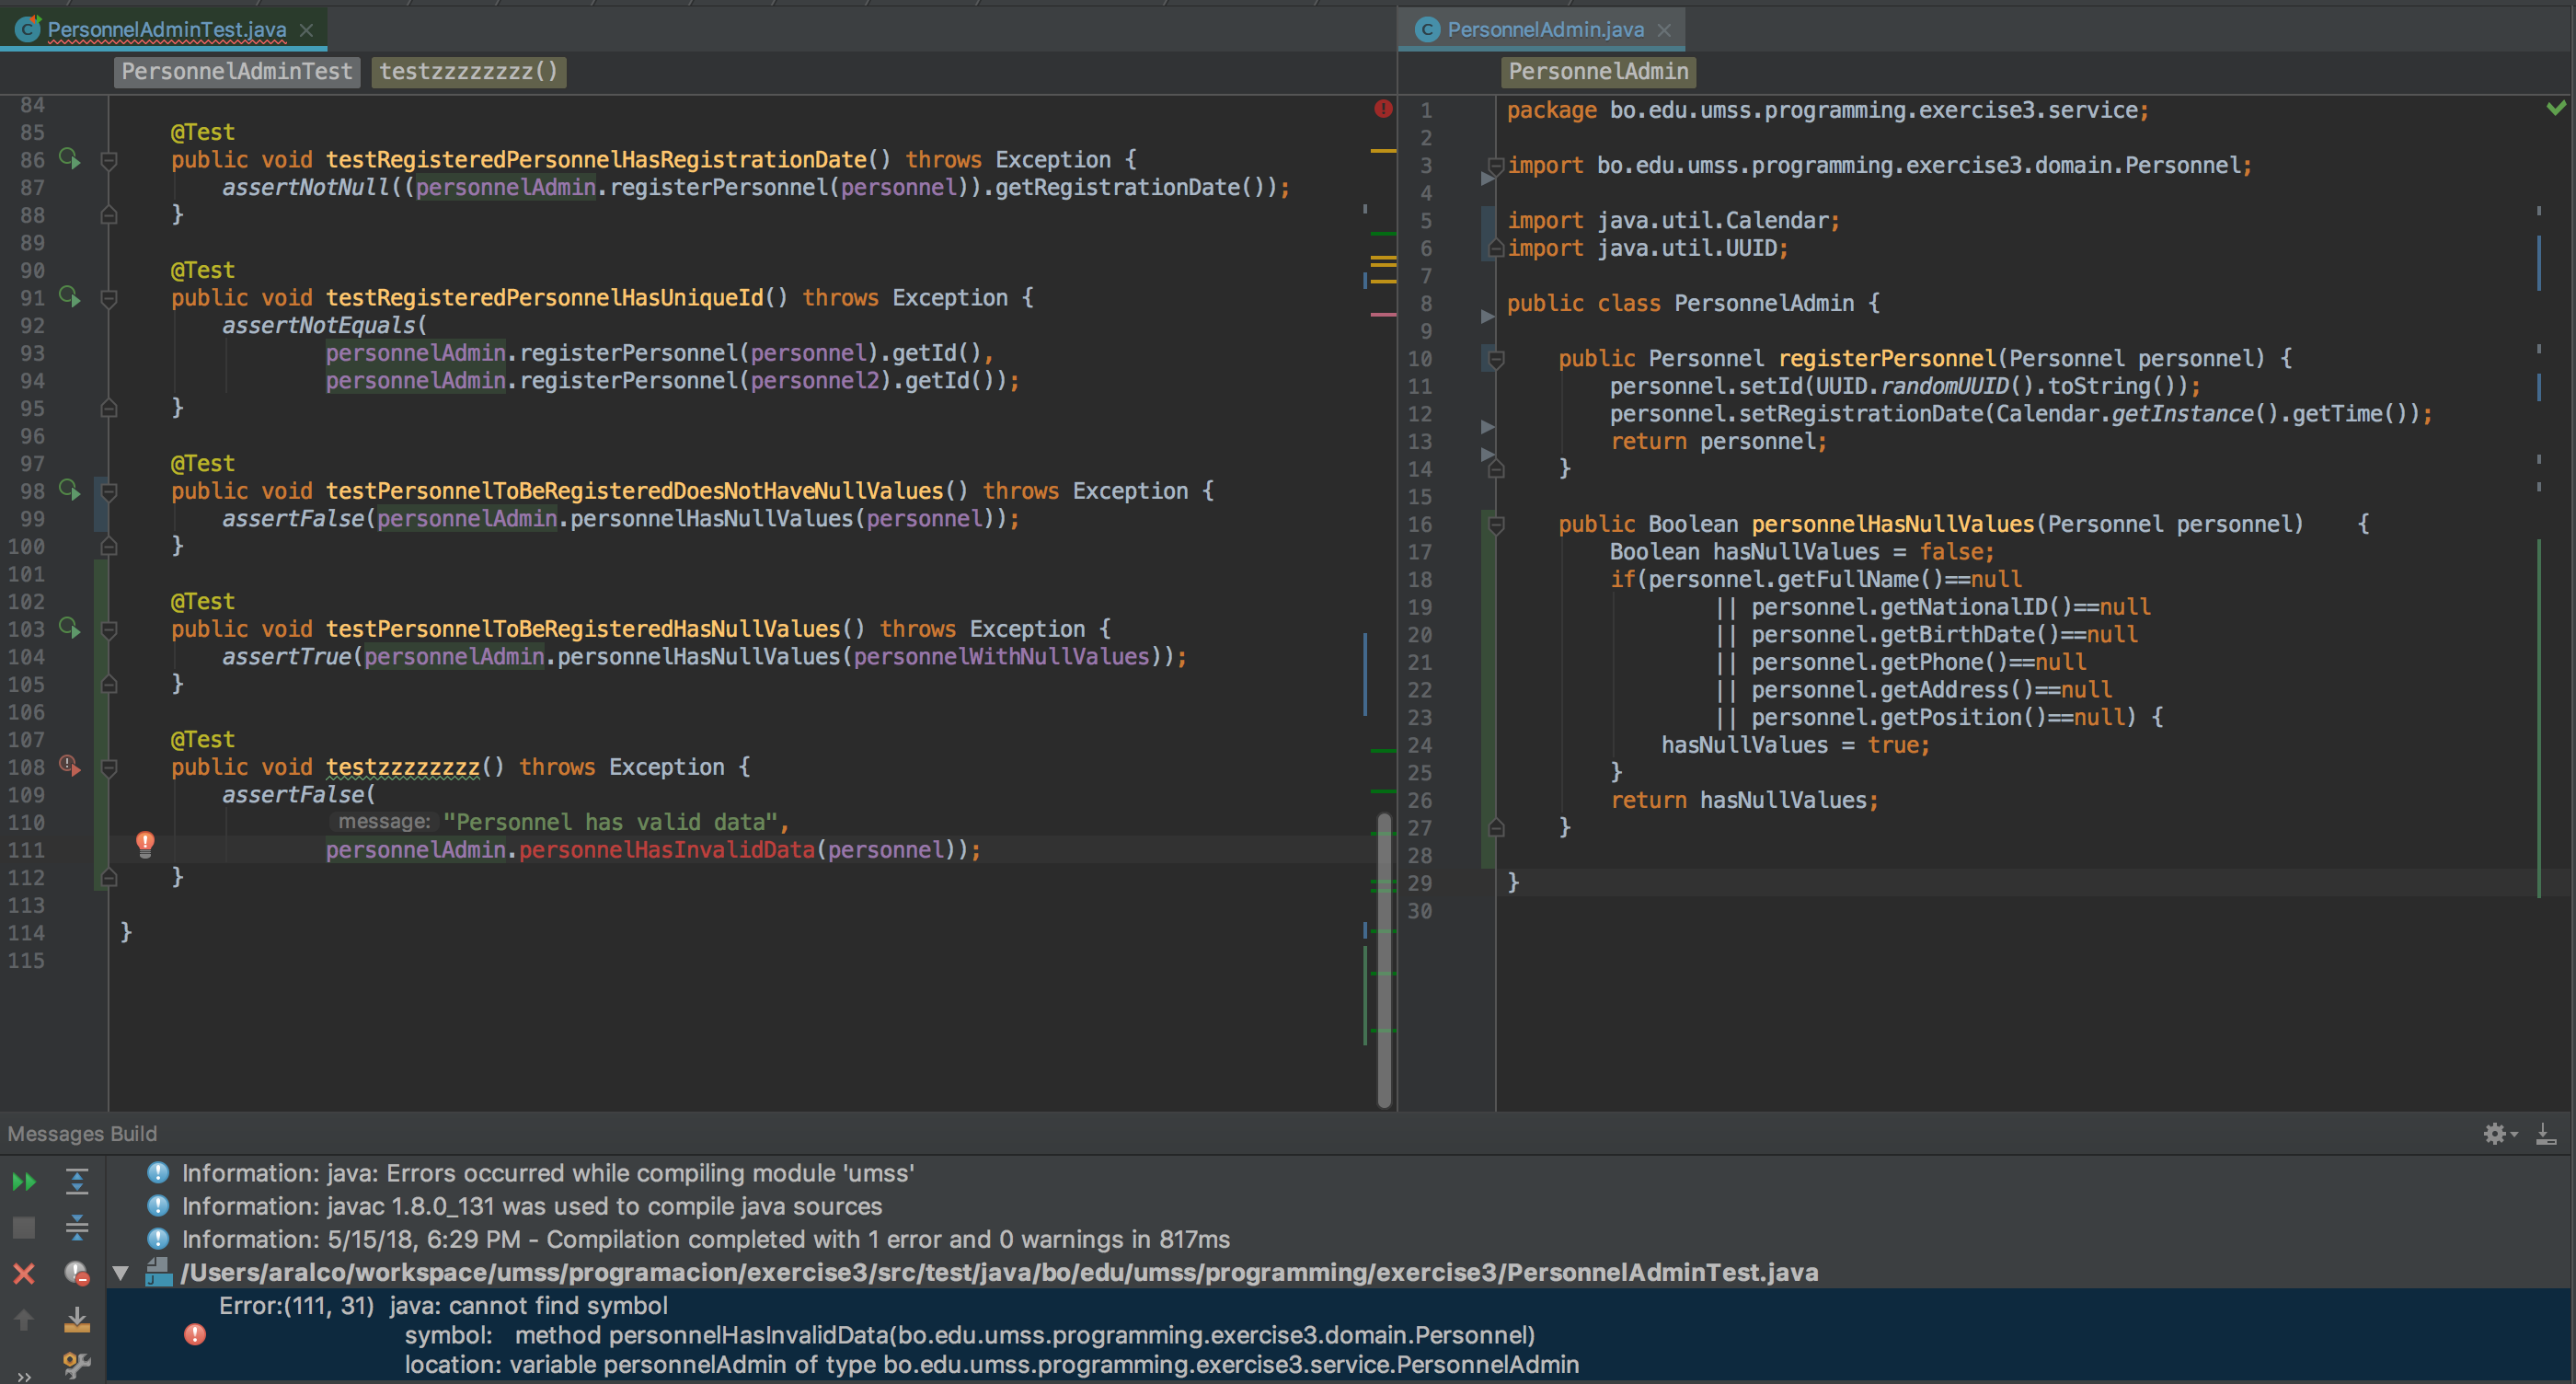 PersonnelAdminTest.java
PersonnelAdminTest testzzzzzzzz()
84
85 @Test
86 public void testRegisteredPersonnelHasRegistrationDate() throws Exception {
87 assertNotNull((personnelAdmin.registerPersonnel(personnel)).getRegistrationDate());
88 }
89
90 @Test
91 public void testRegisteredPersonnelHasUniqueId() throws Exception {
92 assertNotEquals(
93 personnelAdmin.registerPersonnel(personnel).getId(),
94 personnelAdmin.registerPersonnel(personnel2).getId());
95 }
96
97 @Test
98 public void testPersonnelToBeRegisteredDoesNotHaveNullValues() throws Exception {
99 assertFalse(personnelAdmin.personnelHasNullValues(personnel));
100 }
101
102 @Test
103 public void testPersonnelToBeRegisteredHasNullValues() throws Exception {
104 assertTrue(personnelAdmin.personnelHasNullValues(personnelWithNullValues));
105 }
106
107 @Test
108 public void testzzzzzzzz() throws Exception {
109 assertFalse(
110 message: "Personnel has valid data",
111 personnelAdmin.personnelHasInvalidData(personnel));
112 }
113
114 }
115
PersonnelAdmin.java
PersonnelAdmin
1 package bo.edu.umss.programming.exercise3.service;
2
3 import bo.edu.umss.programming.exercise3.domain.Personnel;
4
5 import java.util.Calendar;
6 import java.util.UUID;
7
8 public class PersonnelAdmin {
9
10 public Personnel registerPersonnel(Personnel personnel) {
11 personnel.setId(UUID.randomUUID().toString());
12 personnel.setRegistrationDate(Calendar.getInstance().getTime());
13 return personnel;
14 }
15
16 public Boolean personnelHasNullValues(Personnel personnel) {
17 Boolean hasNullValues = false;
18 if(personnel.getFullName()==null
19 || personnel.getNationalID()==null
20 || personnel.getBirthDate()==null
21 || personnel.getPhone()==null
22 || personnel.getAddress()==null
23 || personnel.getPosition()==null) {
24 hasNullValues = true;
25 }
26 return hasNullValues;
27 }
28
29 }
30
Messages Build
Information: java: Errors occurred while compiling module 'umss'
Information: javac 1.8.0_131 was used to compile java sources
Information: 5/15/18, 6:29 PM - Compilation completed with 1 error and 0 warnings in 817ms
/Users/aralco/workspace/umss/programacion/exercise3/src/test/java/bo/edu/umss/programming/exercise3/PersonnelAdminTest.java
Error:(111, 31) java: cannot find symbol
symbol: method personnelHasInvalidData(bo.edu.umss.programming.exercise3.domain.Personnel)
location: variable personnelAdmin of type bo.edu.umss.programming.exercise3.service.PersonnelAdmin